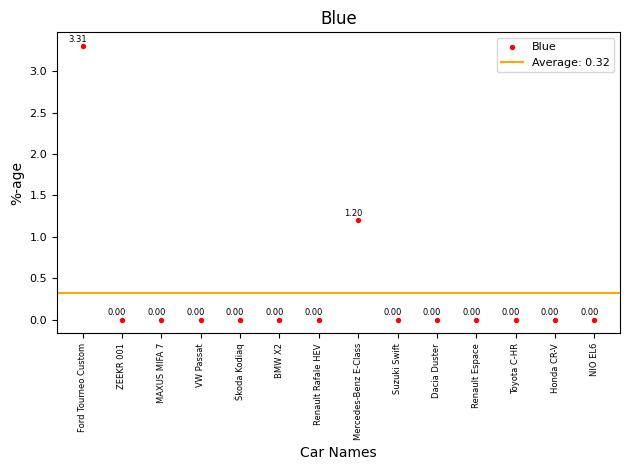 Blue
%-age
3.0
2.5
2.0
1.5
1.0
0.5
0.0
3.31
0.00
0.00
0.00
0.00
0.00
0.00
1.20
0.00
0.00
0.00
0.00
0.00
0.00
Blue
Average: 0.32
Ford Tourneo Custom
ZEEKR 001
MAXUS MIFA 7
VW Passat
Škoda Kodiaq
BMW X2
Renault Rafale HEV
Mercedes-Benz E-Class
Suzuki Swift
Dacia Duster
Renault Espace
Toyota C-HR
Honda CR-V
NIO EL6
Car Names